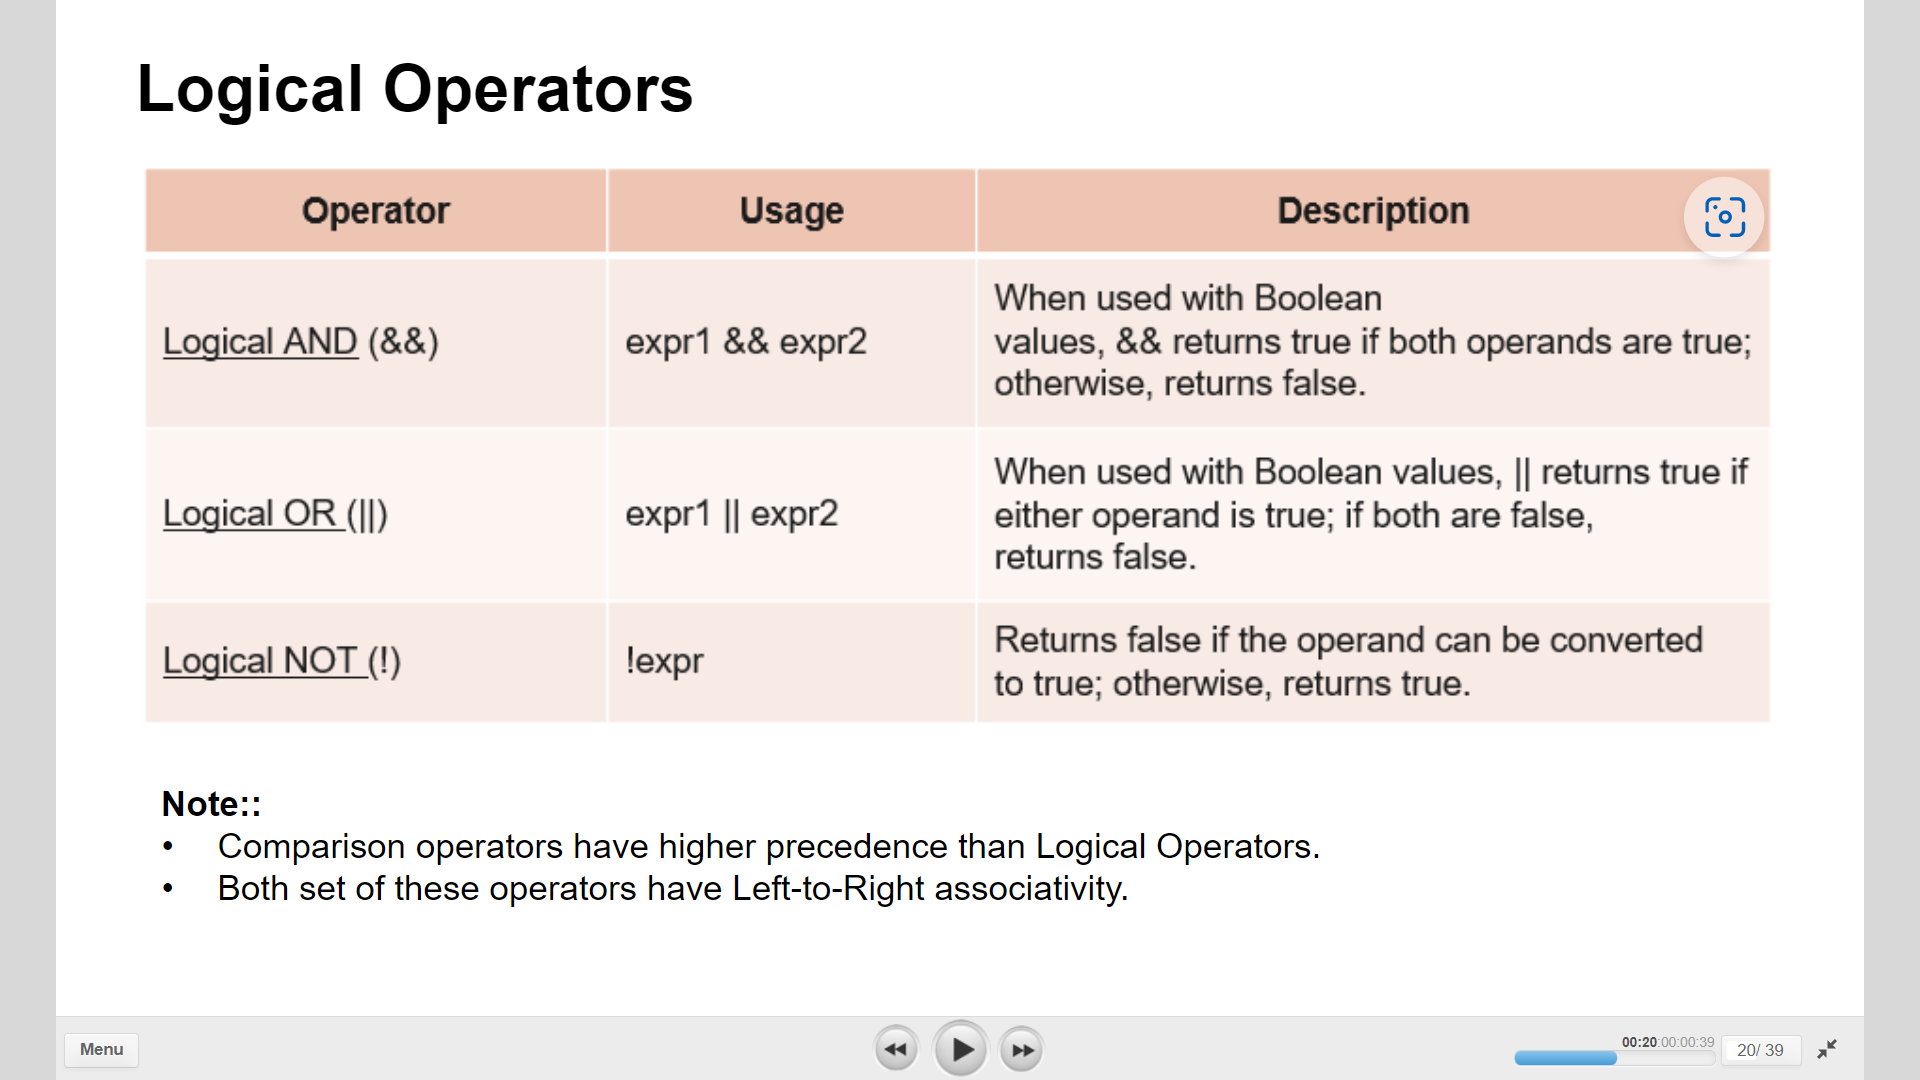 Logical Operators
Operator Usage Description
Logical AND (&&) expr1 && expr2
When used with Boolean
values, && returns true if both operands are true;
otherwise, returns false.
Logical OR (||) expr1 || expr2
When used with Boolean values, || returns true if
either operand is true; if both are false,
returns false.
Logical NOT (!) !expr
Returns false if the operand can be converted
to true; otherwise, returns true.
Note::
• Comparison operators have higher precedence than Logical Operators.
• Both set of these operators have Left-to-Right associativity.
Menu
00:20:00:00:39
20/ 39